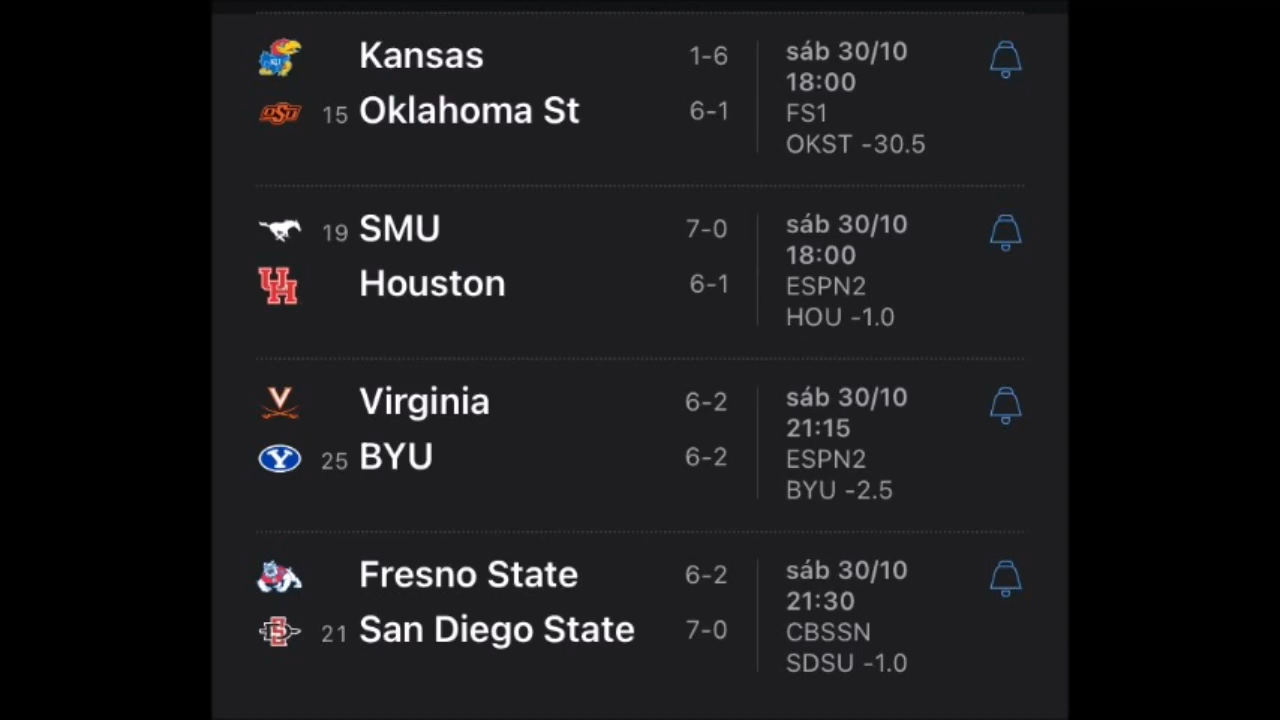 Kansas 1-6
15 Oklahoma St 6-1
sáb 30/10
18:00
FS1
OKST -30.5
19 SMU 7-0
Houston 6-1
sáb 30/10
18:00
ESPN2
HOU -1.0
Virginia 6-2
25 BYU 6-2
sáb 30/10
21:15
ESPN2
BYU -2.5
Fresno State 6-2
21 San Diego State 7-0
sáb 30/10
21:30
CBSSN
SDSU -1.0